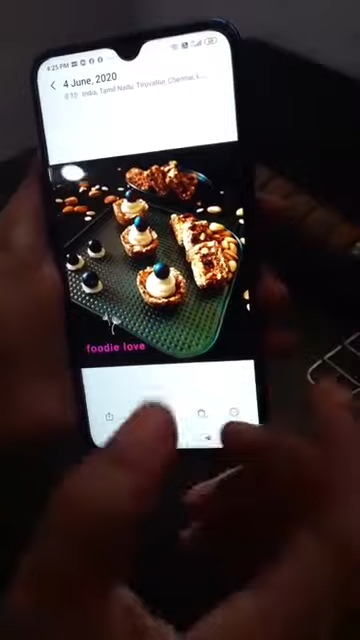 4:25 PM
4 June, 2020
India, Tamil Nadu, Tiruvallur, Chennai,
foodie love